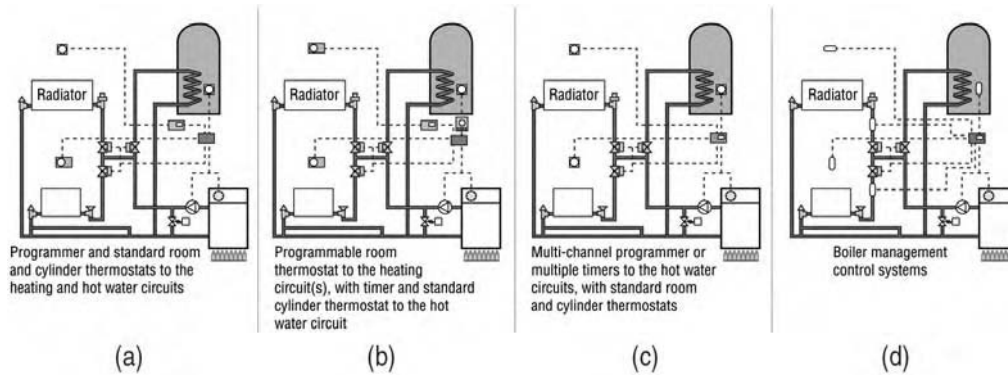 Radiator
Radiator
Radiator
Radiator
Programmer and standard room
and cylinder thermostats to the
heating and hot water circuits
Programmable room
thermostat to the heating
circuit(s), with timer and standard
cylinder thermostat to the hot
water circuit
Multi-channel programmer or
multiple timers to the hot water
circuits, with standard room
and cylinder thermostats
Boiler management
control systems
(a)
(b)
(c)
(d)